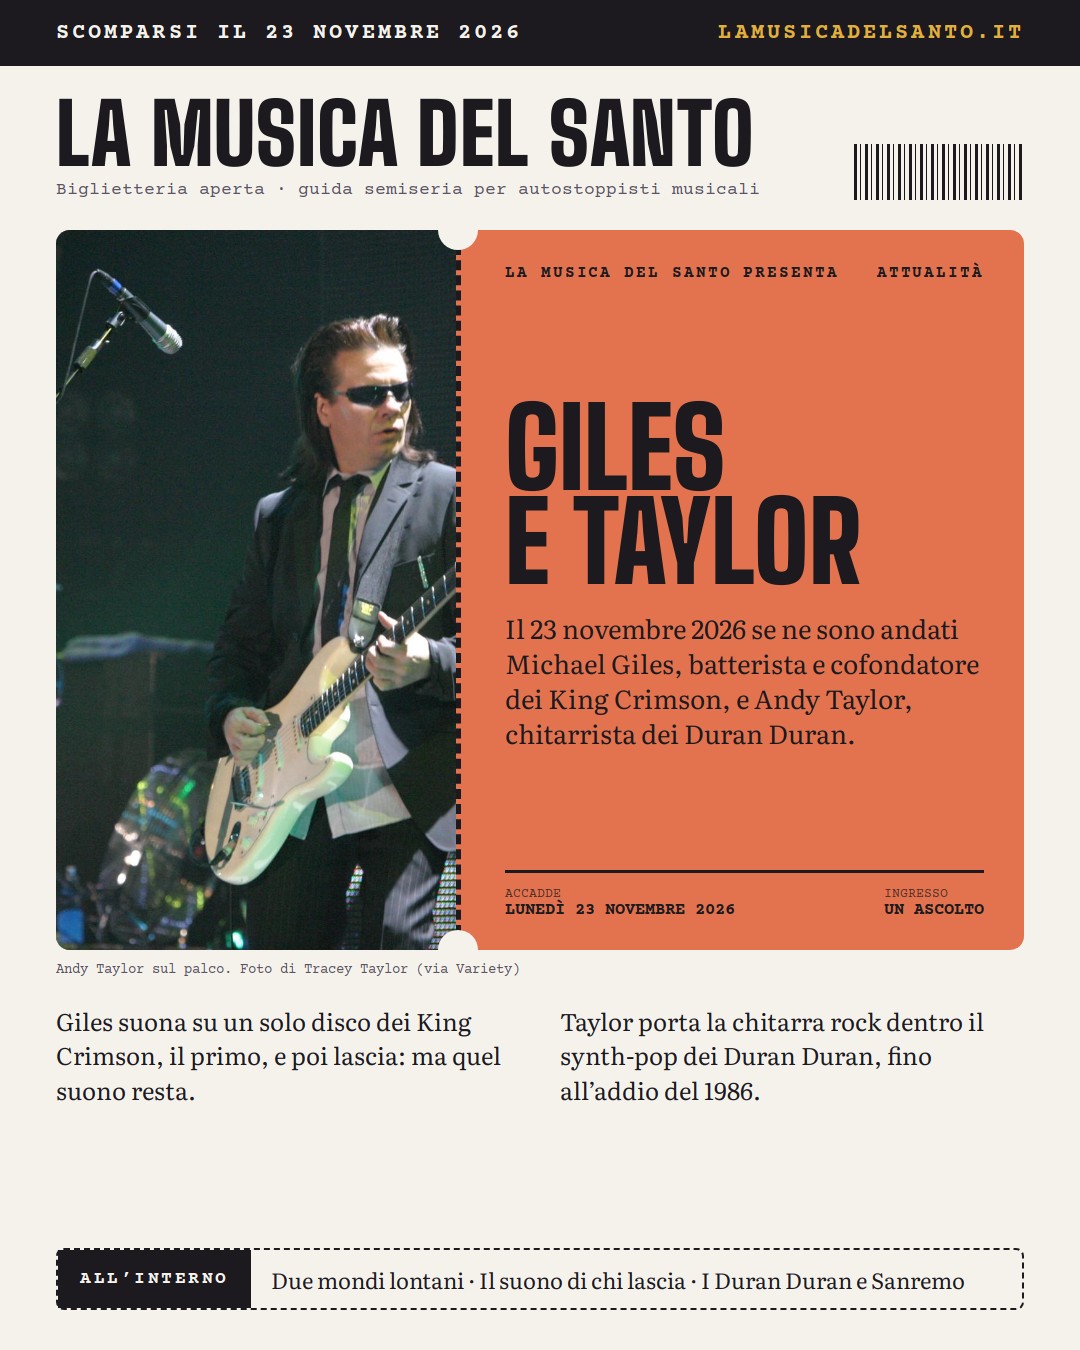 SCOMPARSI IL 23 NOVEMBRE 2026
LAMUSICADELSANTO.IT
LA MUSICA DEL SANTO
Biglietteria aperta · guida semiseria per autostoppisti musicali
LA MUSICA DEL SANTO PRESENTA
ATTUALITÀ
GILES
E TAYLOR
Il 23 novembre 2026 se ne sono andati
Michael Giles, batterista e cofondatore
dei King Crimson, e Andy Taylor,
chitarrista dei Duran Duran.
ACCADDE
LUNEDÌ 23 NOVEMBRE 2026
INGRESSO
UN ASCOLTO
Andy Taylor sul palco. Foto di Tracey Taylor (via Variety)
Giles suona su un solo disco dei King
Crimson, il primo, e poi lascia: ma quel
suono resta.
Taylor porta la chitarra rock dentro il
synth-pop dei Duran Duran, fino
all’addio del 1986.
ALL’INTERNO
Due mondi lontani · Il suono di chi lascia · I Duran Duran e Sanremo